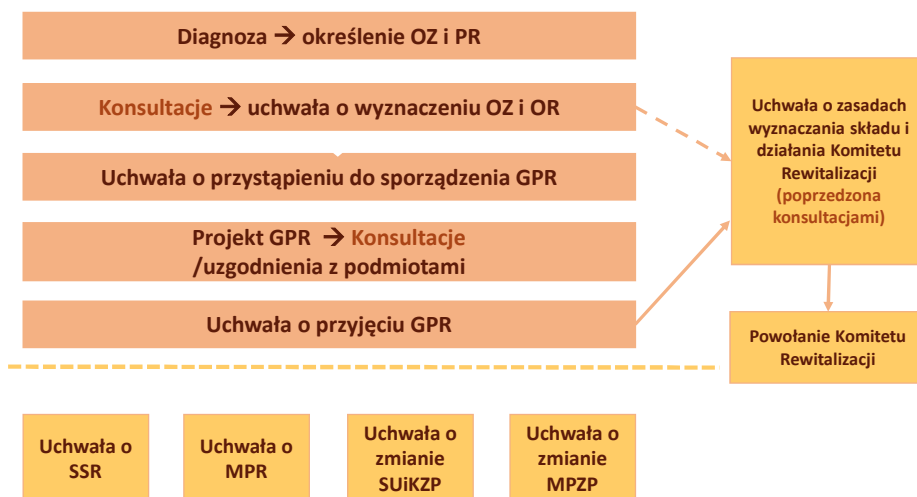 Diagnoza → określenie OZ i PR
Konsultacje → uchwała o wyznaczeniu OZ i OR
Uchwała o przystąpieniu do sporządzenia GPR
Projekt GPR → Konsultacje
/uzgodnienia z podmiotami
Uchwała o przyjęciu GPR
Uchwała o zasadach
wyznaczania składu i
działania Komitetu
Rewitalizacji
(poprzedzona
konsultacjami)
Powołanie Komitetu
Rewitalizacji
Uchwała o
SSR
Uchwała o
MPR
Uchwała o
zmianie
SUiKZP
Uchwała o
zmianie
MPZP